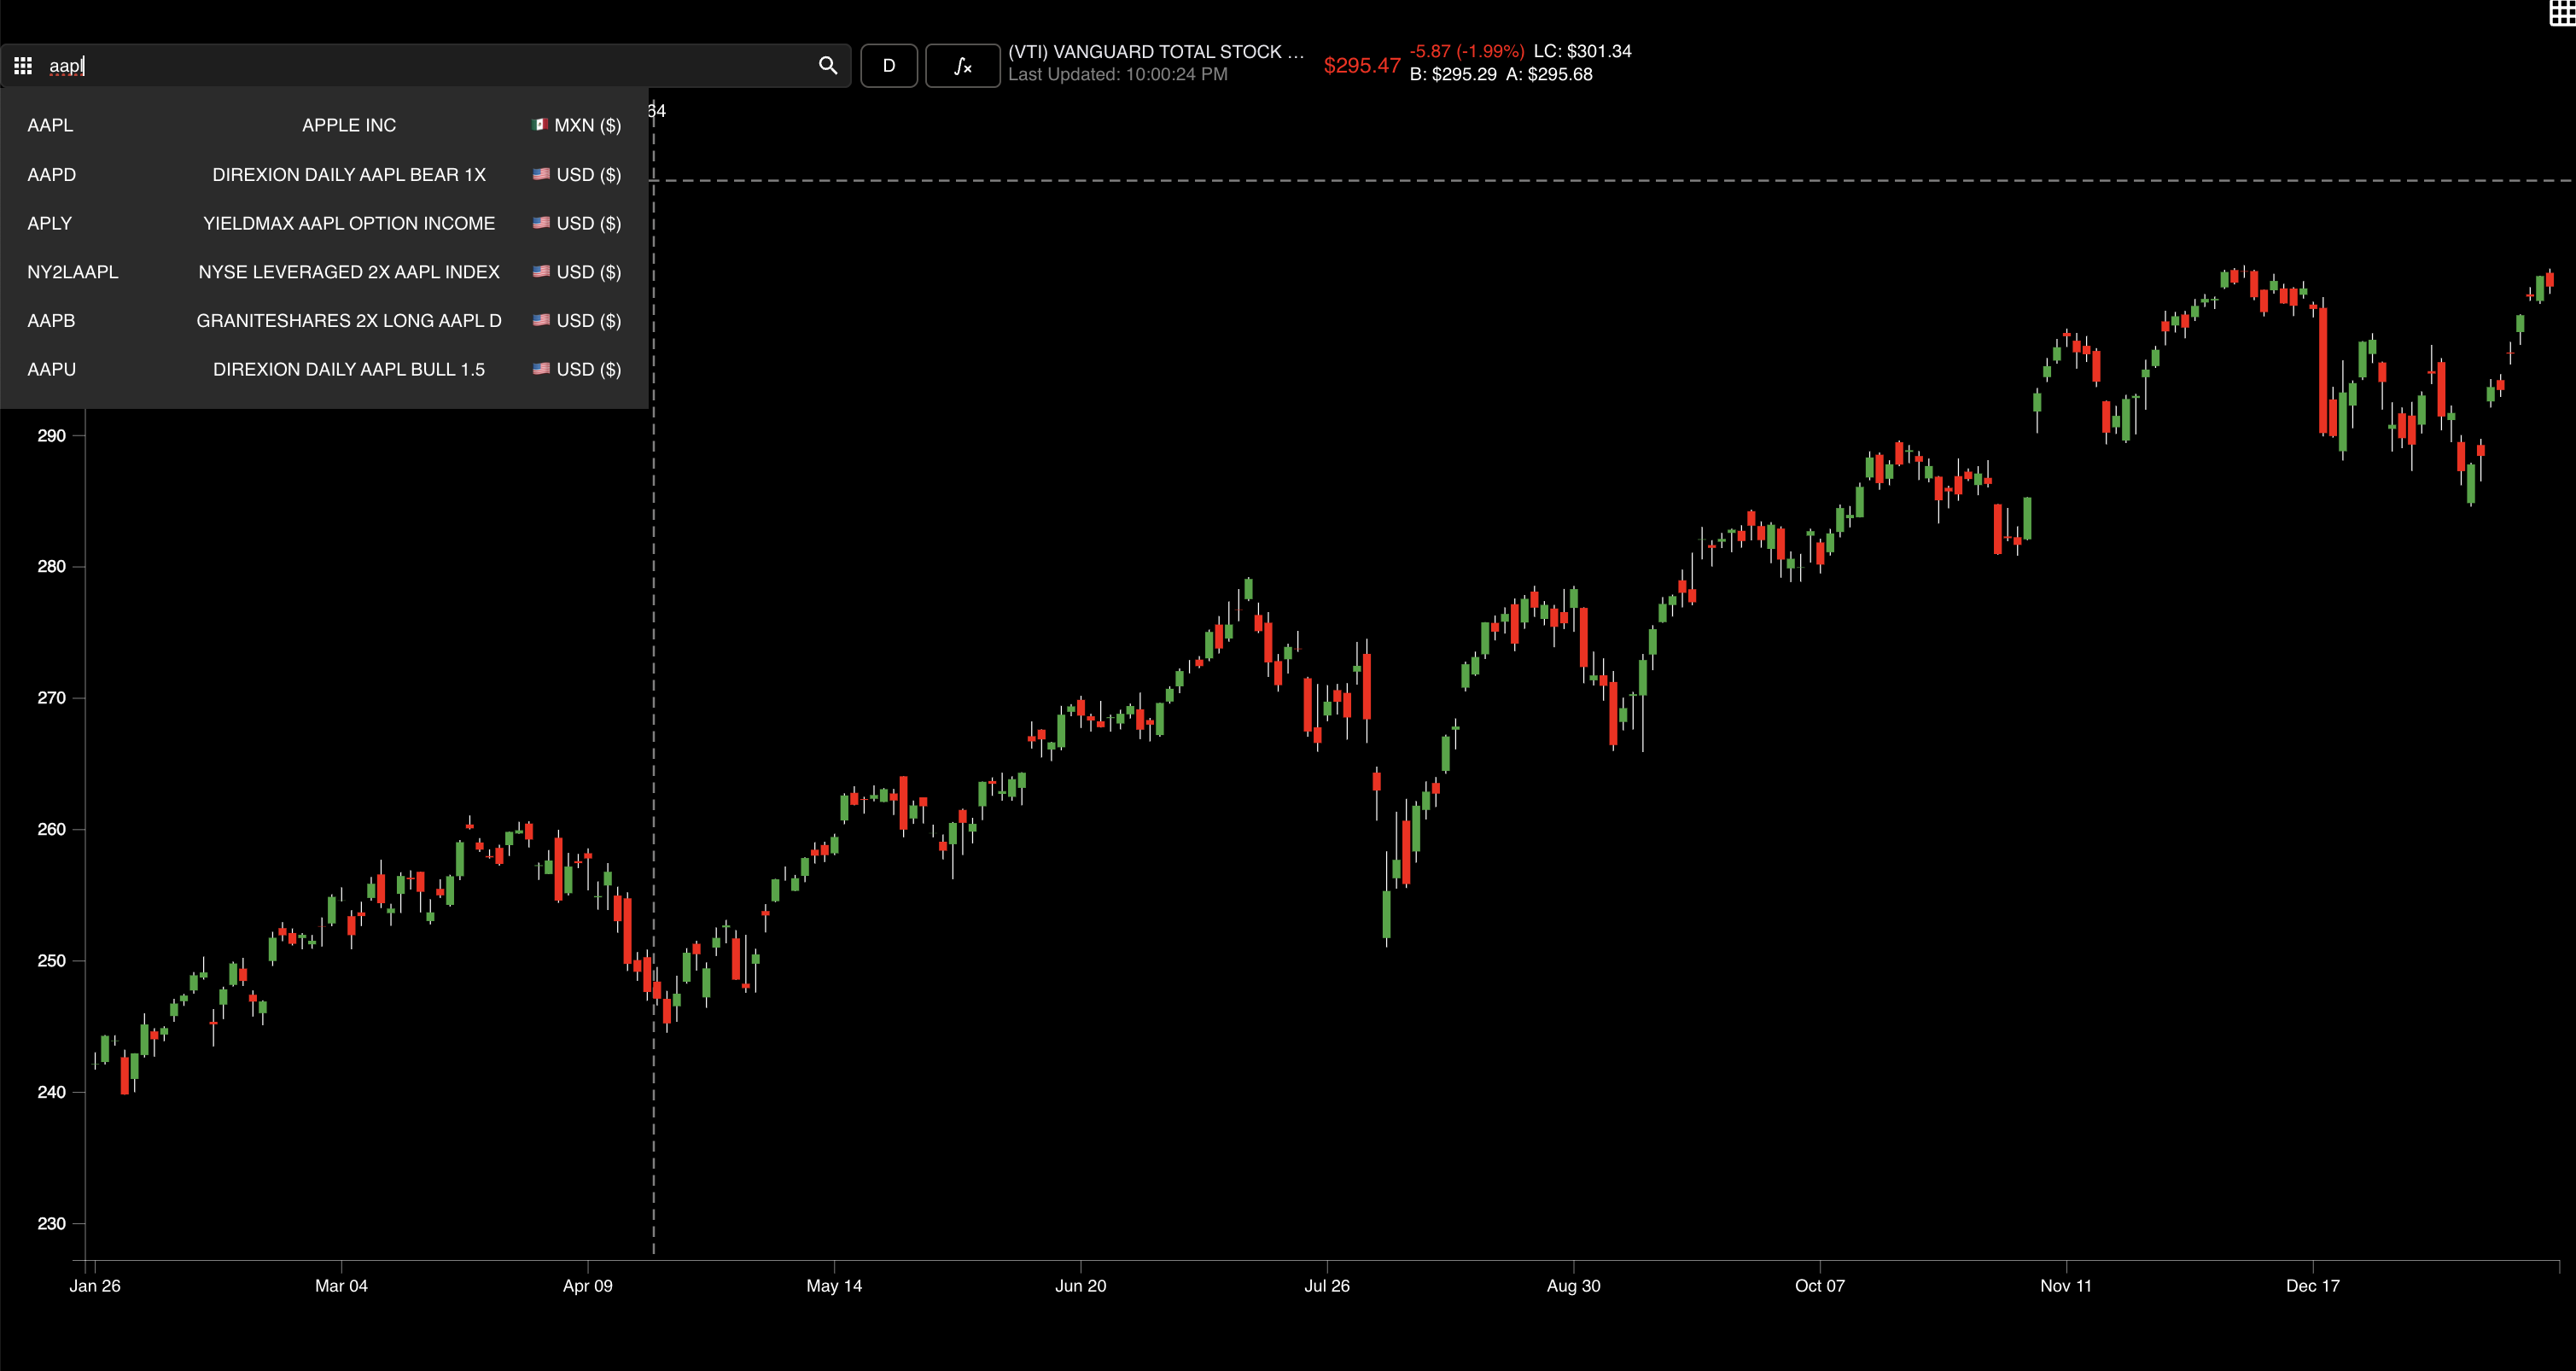 aapl
D
∫x
(VTI) VANGUARD TOTAL STOCK ...
Last Updated: 10:00:24 PM
$295.47
-5.87 (-1.99%) LC: $301.34
B: $295.29 A: $295.68
64
AAPL APPLE INC MXN ($)
AAPD DIREXION DAILY AAPL BEAR 1X USD ($)
APLY YIELDMAX AAPL OPTION INCOME USD ($)
NY2LAAPL NYSE LEVERAGED 2X AAPL INDEX USD ($)
AAPB GRANITESHARES 2X LONG AAPL D USD ($)
AAPU DIREXION DAILY AAPL BULL 1.5 USD ($)
290
280
270
260
250
240
230
Jan 26 Mar 04 Apr 09 May 14 Jun 20 Jul 26 Aug 30 Oct 07 Nov 11 Dec 17